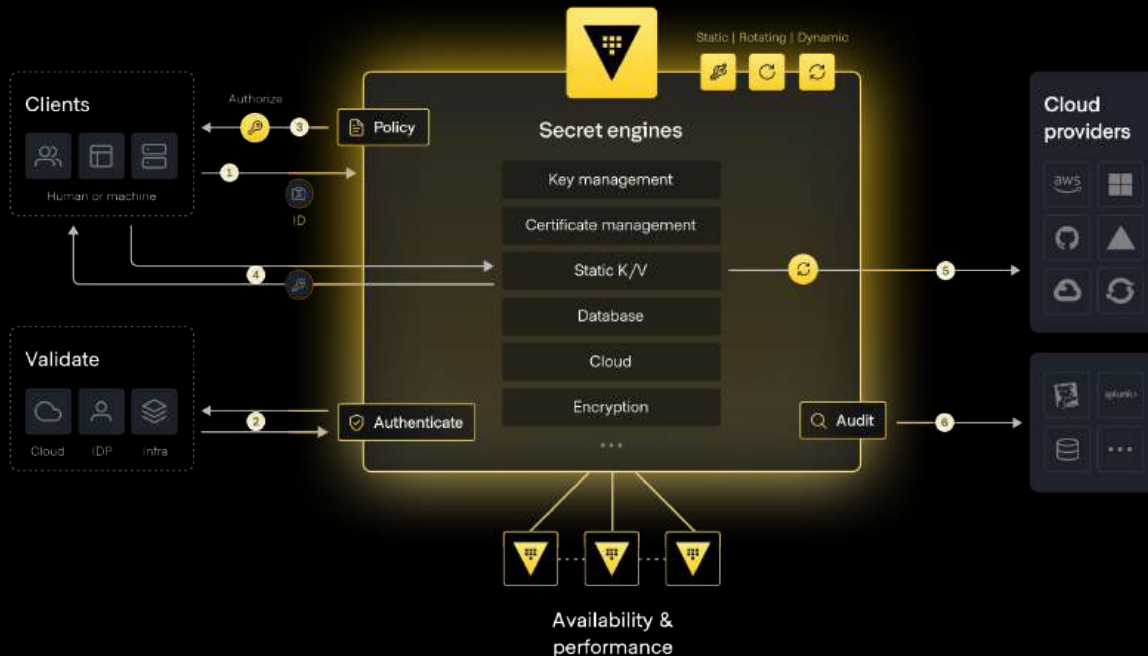 Static | Rotating | Dynamic
Clients
Human or machine
Authorize
3
1
ID
4
Policy
Secret engines
Key management
Certificate management
Static K/V
Database
Cloud
Encryption
...
5
Cloud
providers
aws
Validate
Cloud
IDP
Infra
2
Authenticate
Audit
6
splunk>
...
Availability &
performance